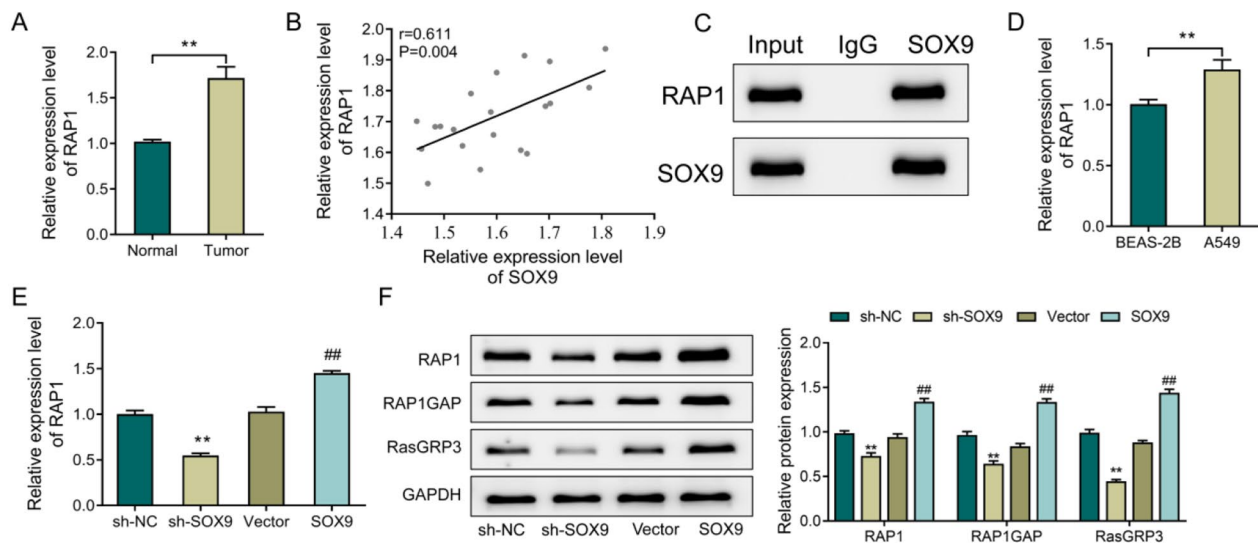 A
Relative expression level
of RAP1
2.0
1.5
1.0
0.5
0.0
**
Normal
Tumor
B
Relative expression level
of RAP1
2.0
1.9
1.8
1.7
1.6
1.5
1.4
r=0.611
P=0.004
1.4
1.5
1.6
1.7
1.8
1.9
Relative expression level
of SOX9
C
Input
IgG
SOX9
RAP1
SOX9
D
Relative expression level
of RAP1
1.5
1.0
0.5
0.0
**
BEAS-2B
A549
E
Relative expression level
of RAP1
2.0
1.5
1.0
0.5
0.0
**
##
sh-NC
sh-SOX9
Vector
SOX9
F
RAP1
RAP1GAP
RasGRP3
GAPDH
sh-NC
sh-SOX9
Vector
SOX9
sh-NC
sh-SOX9
Vector
SOX9
Relative protein expression
2.0
1.5
1.0
0.5
0.0
**
##
**
##
**
##
RAP1
RAP1GAP
RasGRP3